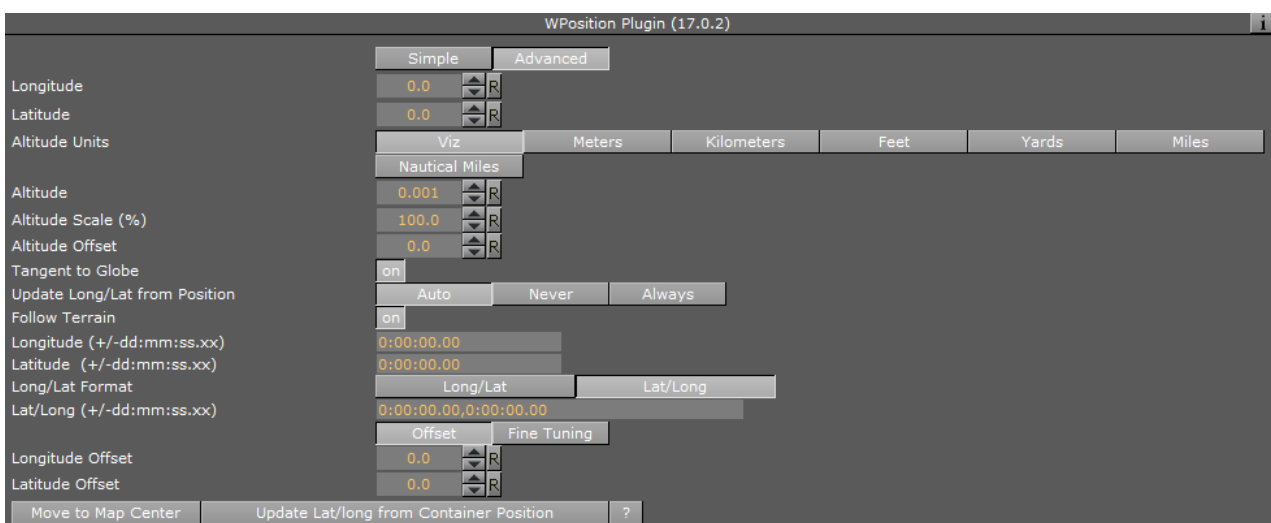 WPosition Plugin (17.0.2) i
Simple Advanced
Longitude 0.0 R
Latitude 0.0 R
Altitude Units Viz Meters Kilometers Feet Yards Miles
Nautical Miles
Altitude 0.001 R
Altitude Scale (%) 100.0 R
Altitude Offset 0.0 R
Tangent to Globe on
Update Long/Lat from Position Auto Never Always
Follow Terrain on
Longitude (+/-dd:mm:ss.xx) 0:00:00.00
Latitude (+/-dd:mm:ss.xx) 0:00:00.00
Long/Lat Format Long/Lat Lat/Long
Lat/Long (+/-dd:mm:ss.xx) 0:00:00.00,0:00:00.00
Offset Fine Tuning
Longitude Offset 0.0 R
Latitude Offset 0.0 R
Move to Map Center Update Lat/long from Container Position ?